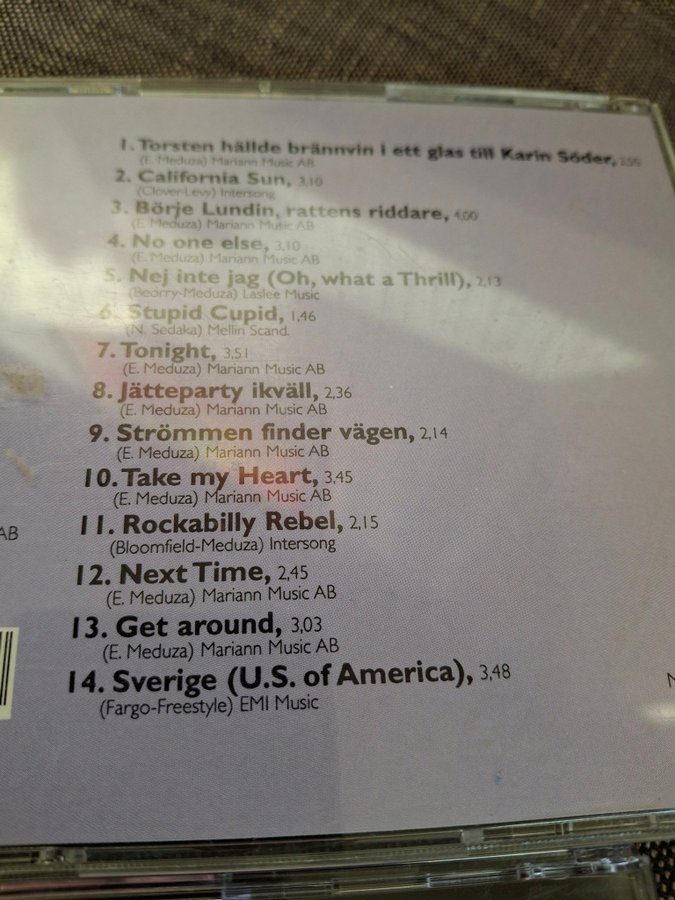 1. Torsten hällde brännvin i ett glas till Karin Söder,
(E. Meduza) Mariann Music AB
2. California Sun, 3,10
(Clover-Levy) Intersong
3. Börje Lundin, rattens riddare, 4,00
(E. Meduza) Mariann Music AB
4. No one else, 3,10
(E. Meduza) Mariann Music AB
5. Nej inte jag (Oh, what a Thrill), 2,13
(Beorry-Meduza) Laslee Music
6. Stupid Cupid, 1,46
(N. Sedaka) Mellin Scand.
7. Tonight, 3,51
(E. Meduza) Mariann Music AB
8. Jätteparty ikväll, 2,36
(E. Meduza) Mariann Music AB
9. Strömmen finder vägen, 2,14
(E. Meduza) Mariann Music AB
10. Take my Heart, 3,45
(E. Meduza) Mariann Music AB
11. Rockabilly Rebel, 2,15
(Bloomfield-Meduza) Intersong
AB
12. Next Time, 2,45
(E. Meduza) Mariann Music AB
13. Get around, 3,03
(E. Meduza) Mariann Music AB
14. Sverige (U.S. of America), 3,48
(Fargo-Freestyle) EMI Music